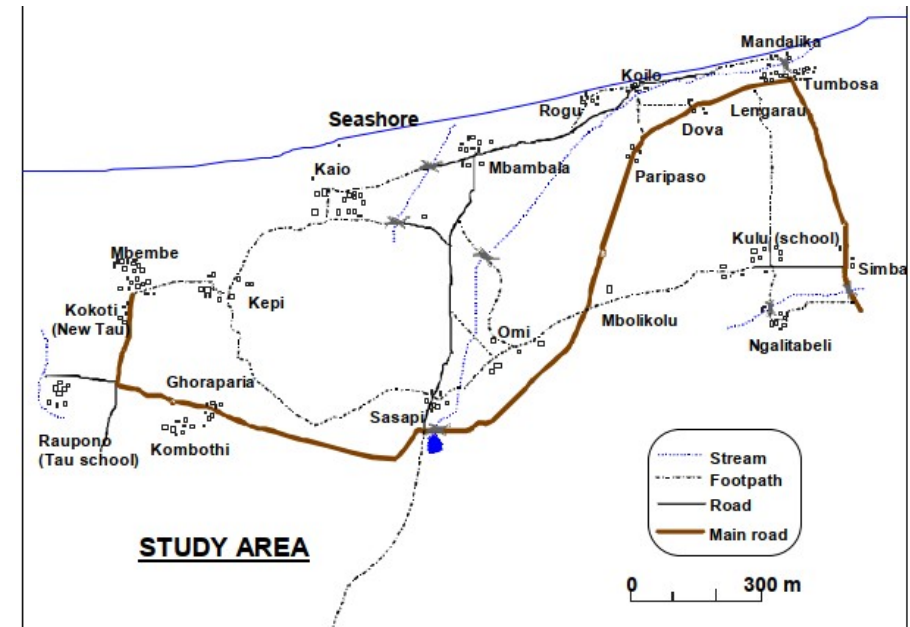 Mandalika
Koilo
Tumbosa
Rogu
Lengarau
Seashore
Dova
Kaio
Mbambala
Paripaso
Mbembe
Kulu (school)
Simba
Kepi
Kokoti
(New Tau)
Mbolikolu
Omi
Ngalitabeli
Ghoraparia
Sasapi
Raupono
(Tau school)
Kombothi
Stream
Footpath
Road
Main road
STUDY AREA
0 300 m